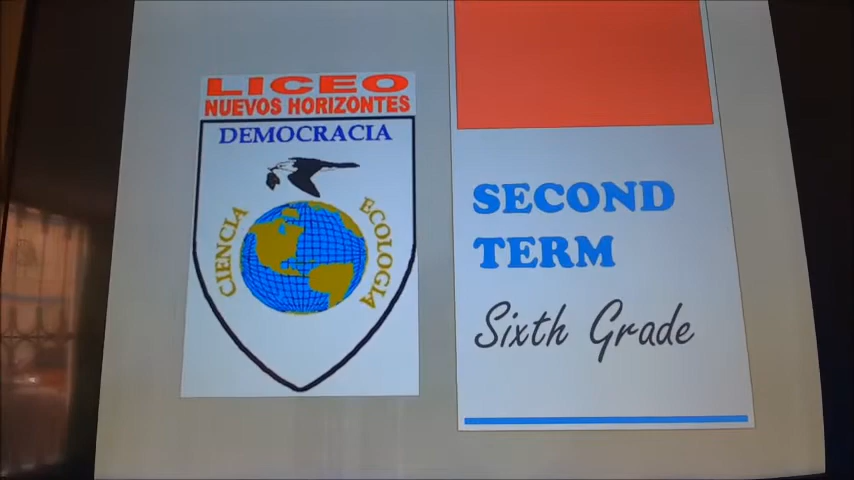 LICEO
NUEVOS HORIZONTES
DEMOCRACIA
CIENCIA
ECOLOGIA
SECOND
TERM
Sixth Grade